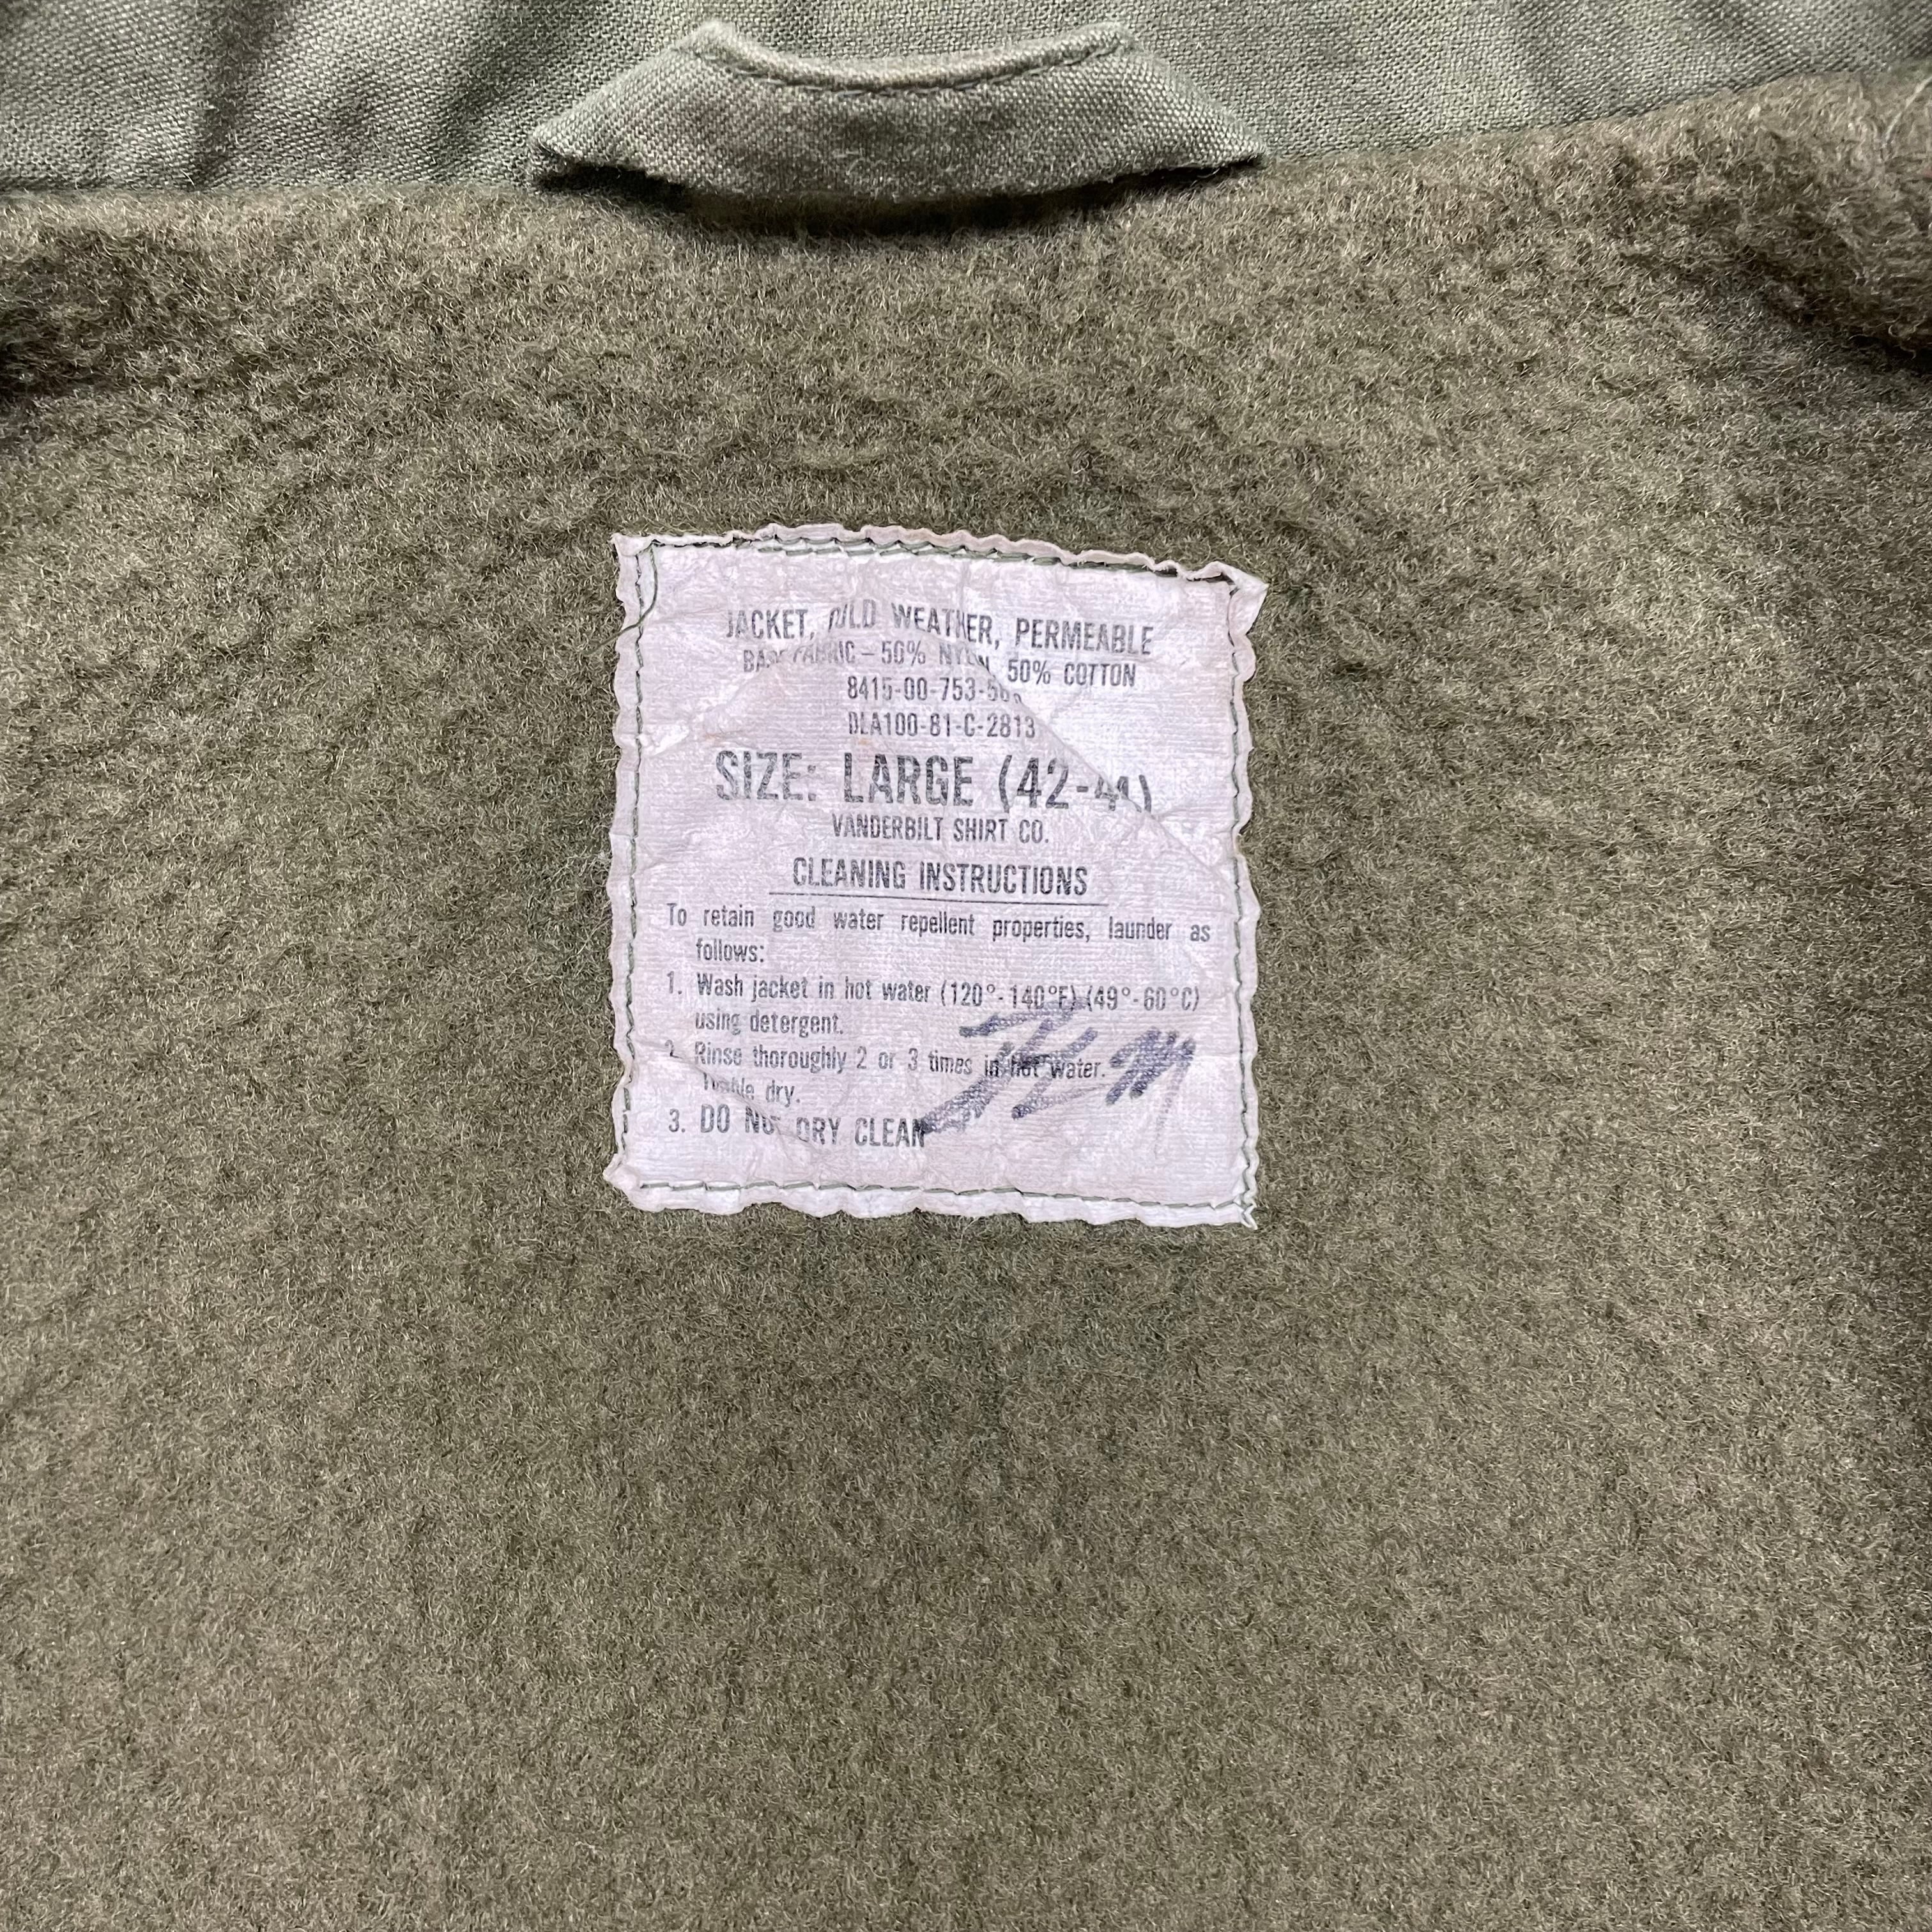 JACKET, COLD WEATHER, PERMEABLE
BASE FABRIC – 50% NYLON 50% COTTON
8415-00-753-
DLA100-81-C-2813
SIZE: LARGE (42-44)
VANDERBILT SHIRT CO.
CLEANING INSTRUCTIONS
To retain good water repellent properties, launder as
follows:
1. Wash jacket in hot water (120°-140°F) (49°-60°C)
using detergent.
2. Rinse thoroughly 2 or 3 times in hot water.
Tumble dry.
3. DO NOT DRY CLEAN